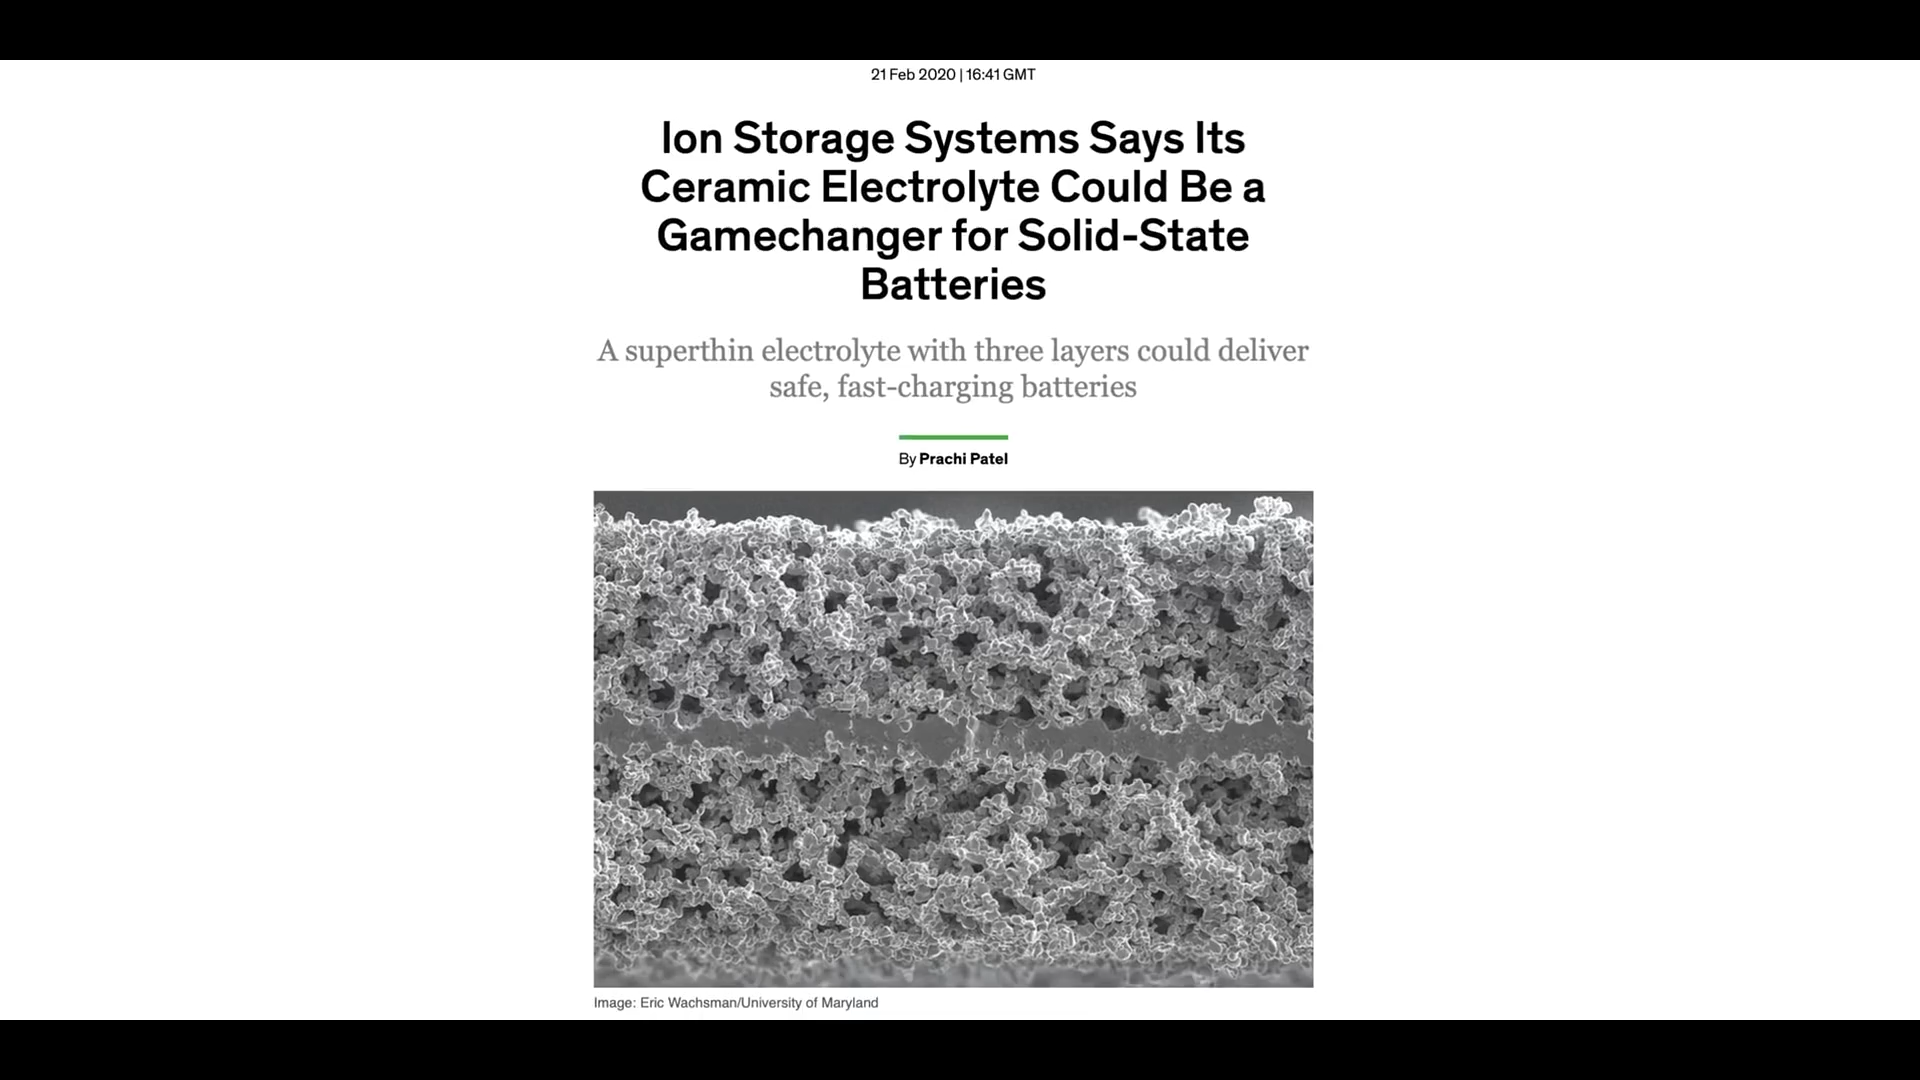 21 Feb 2020 | 16:41 GMT
Ion Storage Systems Says Its
Ceramic Electrolyte Could Be a
Gamechanger for Solid-State
Batteries
A superthin electrolyte with three layers could deliver
safe, fast-charging batteries
By Prachi Patel
Image: Eric Wachsman/University of Maryland